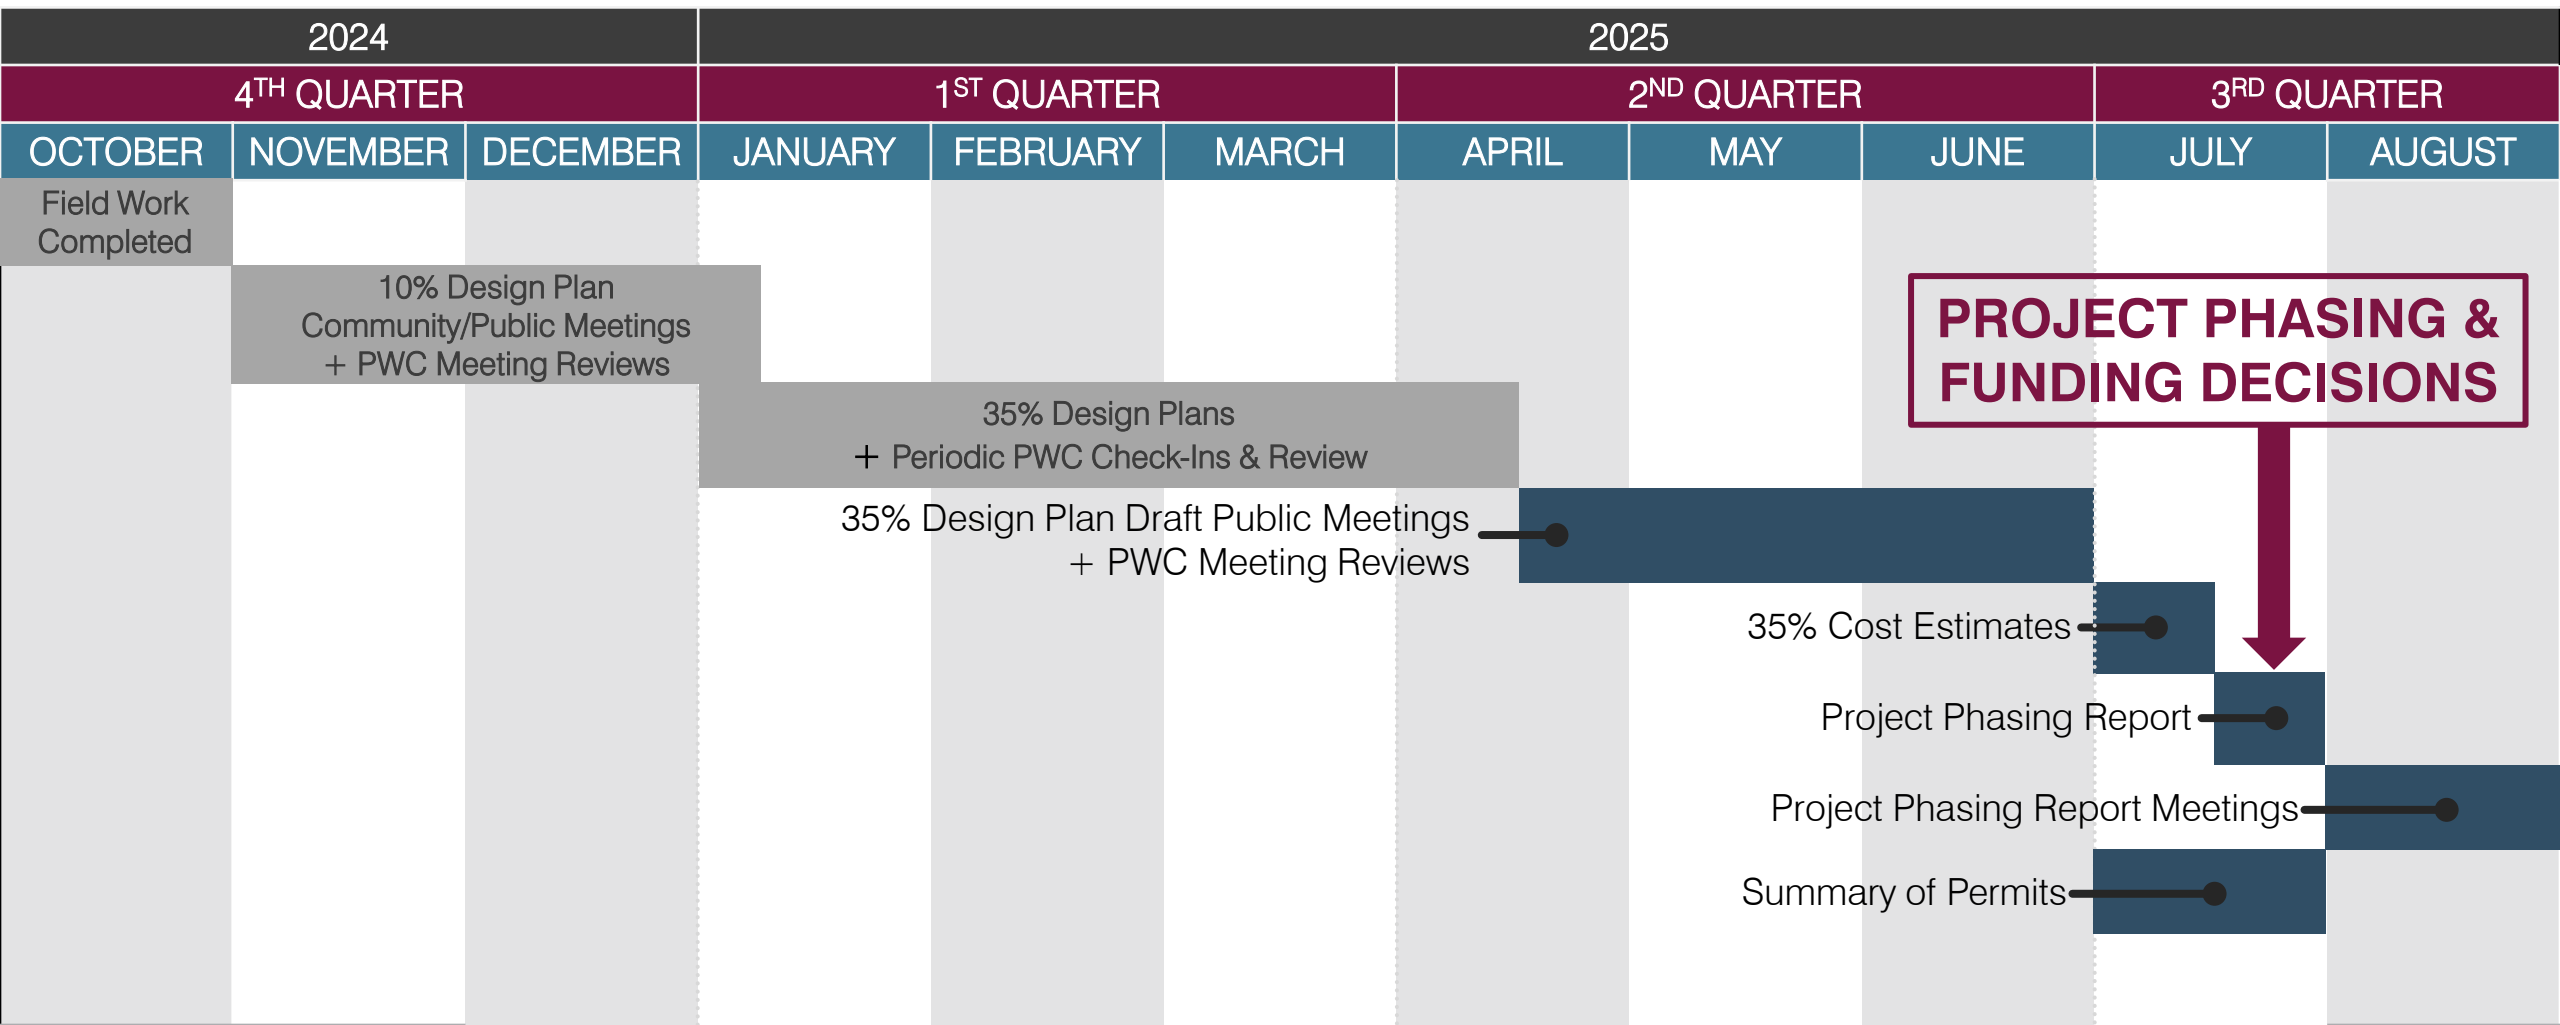 2024
2025
4TH QUARTER
1ST QUARTER
2ND QUARTER
3RD QUARTER
OCTOBER
NOVEMBER
DECEMBER
JANUARY
FEBRUARY
MARCH
APRIL
MAY
JUNE
JULY
AUGUST
Field Work
Completed
10% Design Plan
Community/Public Meetings
+ PWC Meeting Reviews
PROJECT PHASING &
FUNDING DECISIONS
35% Design Plans
+ Periodic PWC Check-Ins & Review
35% Design Plan Draft Public Meetings
+ PWC Meeting Reviews
35% Cost Estimates
Project Phasing Report
Project Phasing Report Meetings
Summary of Permits